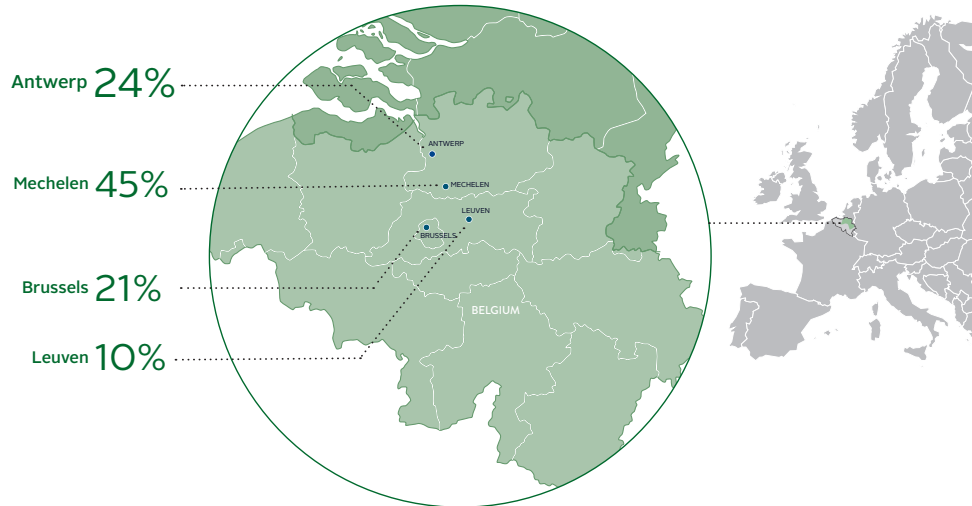 Antwerp 24%
ANTWERP
Mechelen 45%
MECHELEN
LEUVEN
BRUSSELS
Brussels 21%
BELGIUM
Leuven 10%